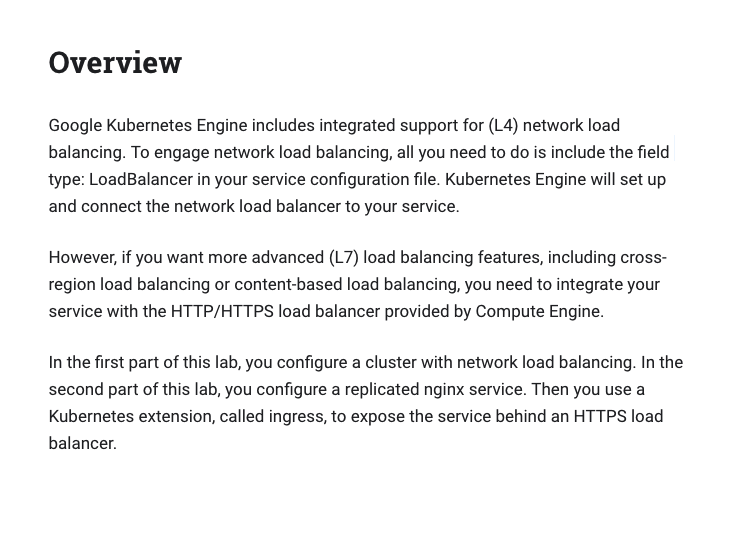 Overview
Google Kubernetes Engine includes integrated support for (L4) network load
balancing. To engage network load balancing, all you need to do is include the field
type: LoadBalancer in your service configuration file. Kubernetes Engine will set up
and connect the network load balancer to your service.
However, if you want more advanced (L7) load balancing features, including cross-
region load balancing or content-based load balancing, you need to integrate your
service with the HTTP/HTTPS load balancer provided by Compute Engine.
In the first part of this lab, you configure a cluster with network load balancing. In the
second part of this lab, you configure a replicated nginx service. Then you use a
Kubernetes extension, called ingress, to expose the service behind an HTTPS load
balancer.